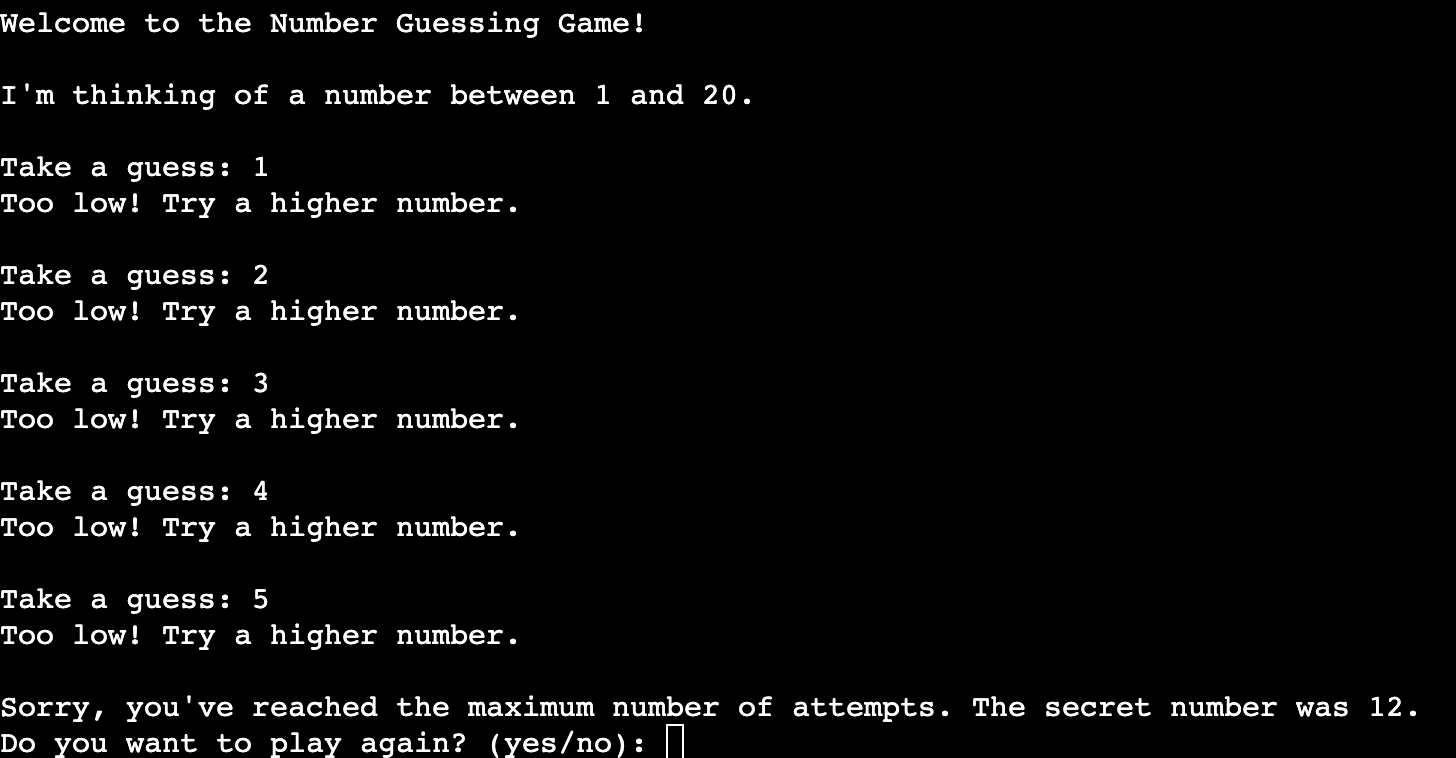 Welcome to the Number Guessing Game!
I'm thinking of a number between 1 and 20.
Take a guess: 1
Too low! Try a higher number.
Take a guess: 2
Too low! Try a higher number.
Take a guess: 3
Too low! Try a higher number.
Take a guess: 4
Too low! Try a higher number.
Take a guess: 5
Too low! Try a higher number.
Sorry, you've reached the maximum number of attempts. The secret number was 12.
Do you want to play again? (yes/no):